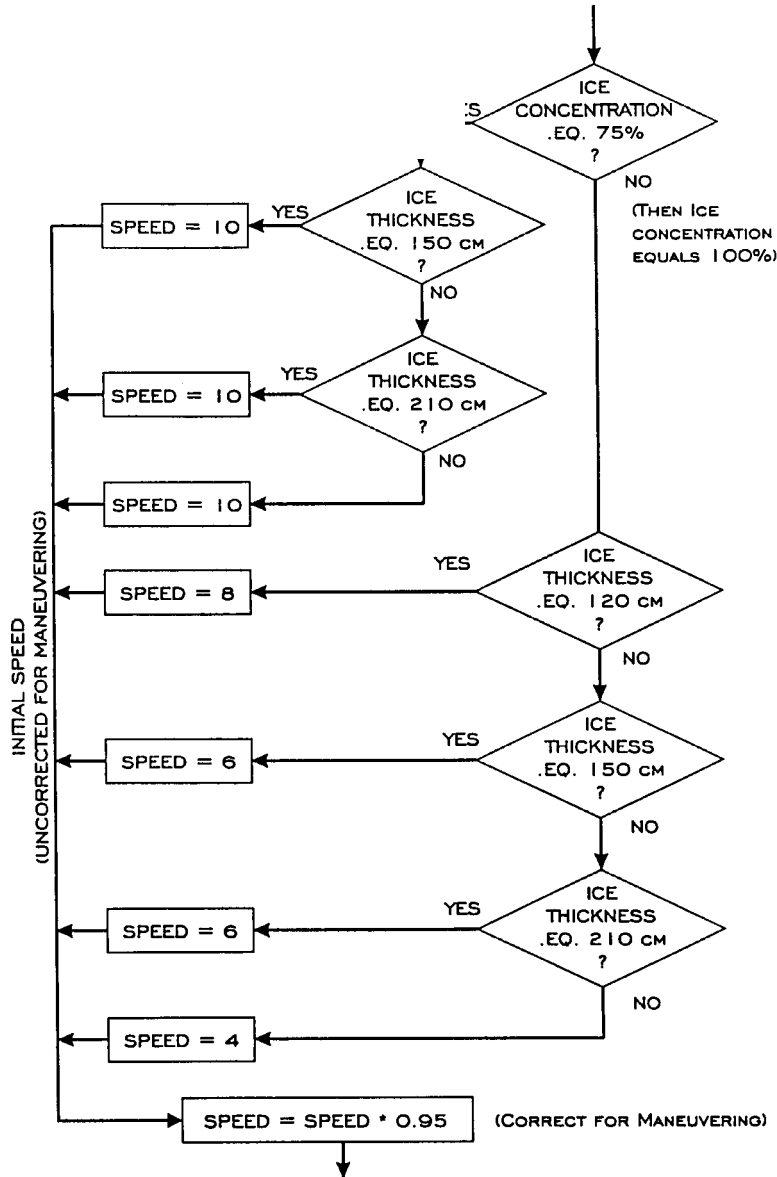 ICE
CONCENTRATION
.EQ. 75%
?
NO
(THEN ICE
CONCENTRATION
EQUALS 100%)
ICE
THICKNESS
.EQ. 150 CM
?
YES
SPEED = 10
NO
ICE
THICKNESS
.EQ. 210 CM
?
YES
SPEED = 10
NO
SPEED = 10
ICE
THICKNESS
.EQ. 120 CM
?
YES
SPEED = 8
NO
ICE
THICKNESS
.EQ. 150 CM
?
YES
SPEED = 6
NO
ICE
THICKNESS
.EQ. 210 CM
?
YES
SPEED = 6
NO
SPEED = 4
INITIAL SPEED
(UNCORRECTED FOR MANEUVERING)
SPEED = SPEED * 0.95
(CORRECT FOR MANEUVERING)